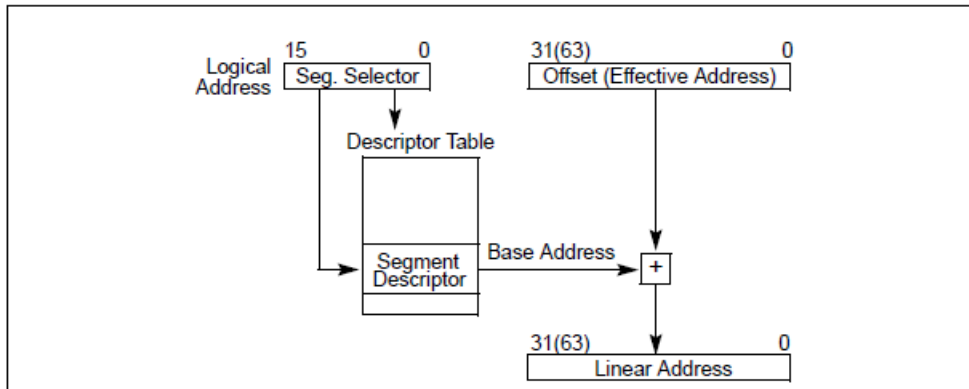 15 0
31(63) 0
Logical
Address
Seg. Selector
Offset (Effective Address)
Descriptor Table
Base Address
Segment
Descriptor
+
31(63) 0
Linear Address